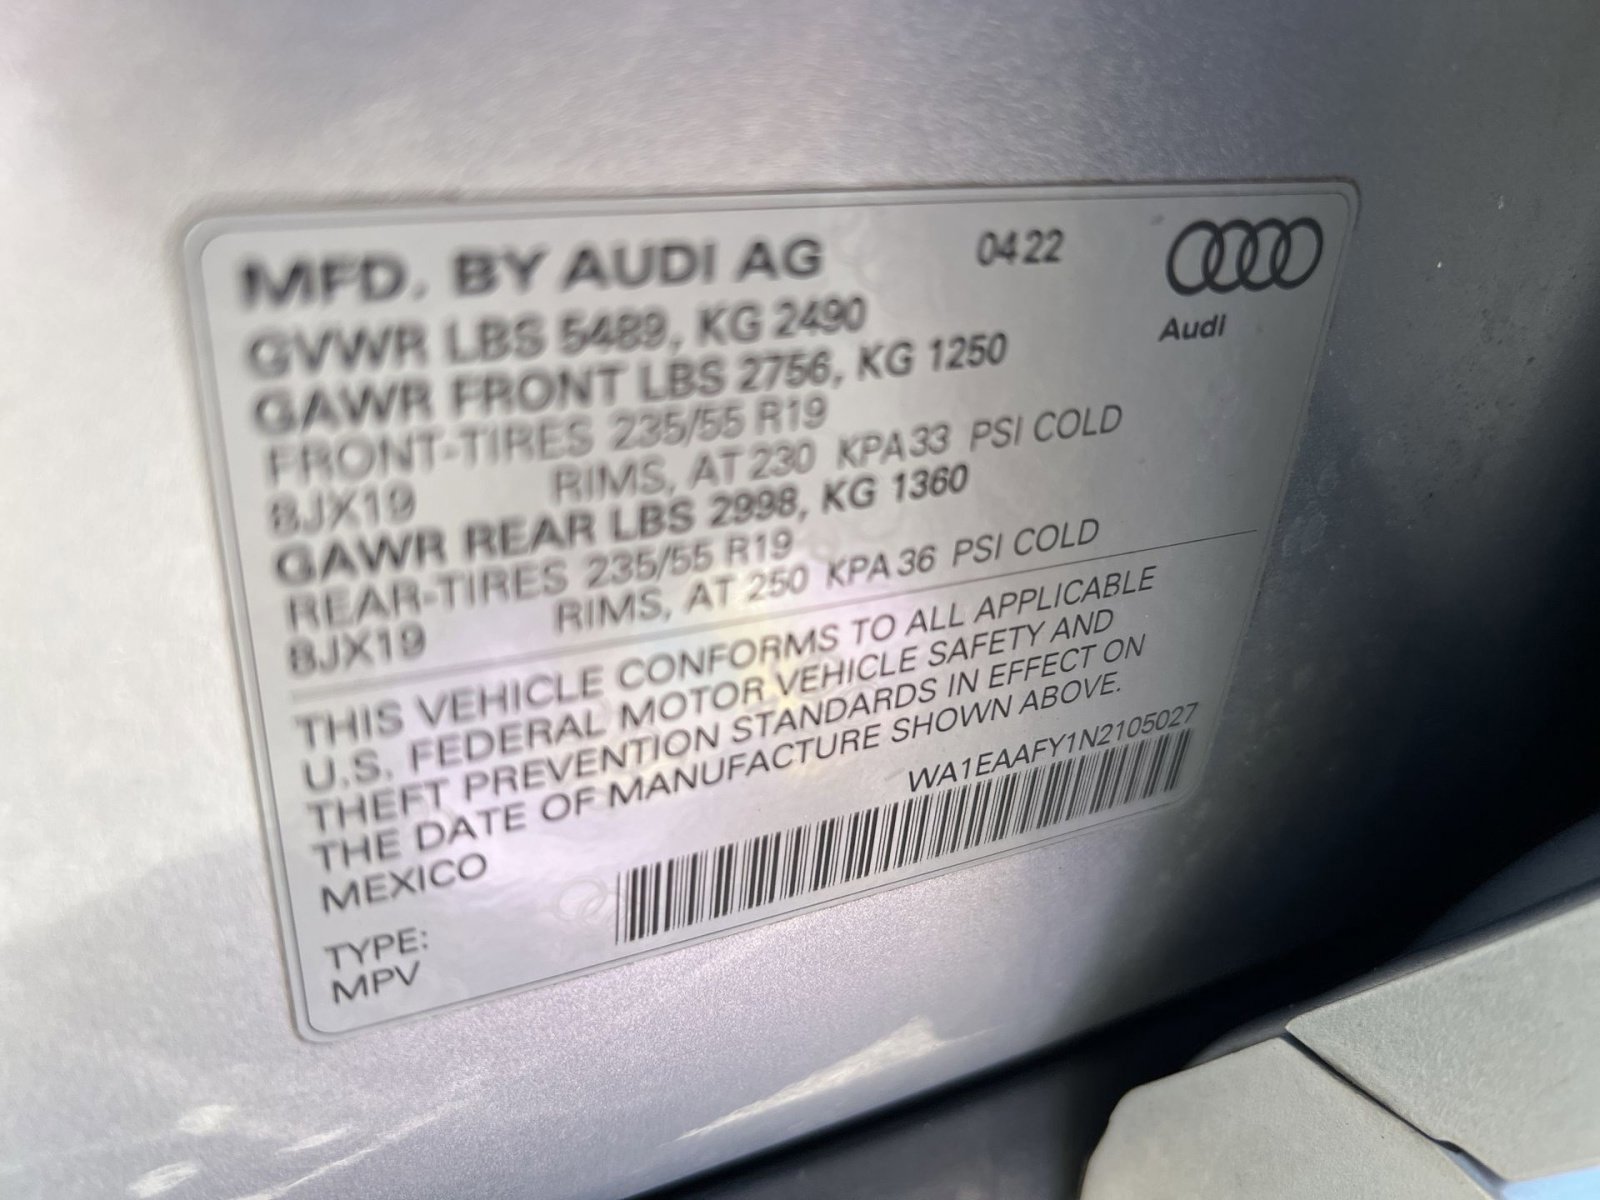 MFD. BY AUDI AG 0422
Audi
GVWR LBS 5489, KG 2490
GAWR FRONT LBS 2756, KG 1250
FRONT-TIRES 235/55 R19
8JX19 RIMS, AT 230 KPA 33 PSI COLD
GAWR REAR LBS 2998, KG 1360
REAR-TIRES 235/55 R19
8JX19 RIMS, AT 250 KPA 36 PSI COLD
THIS VEHICLE CONFORMS TO ALL APPLICABLE
U.S. FEDERAL MOTOR VEHICLE SAFETY AND
THEFT PREVENTION STANDARDS IN EFFECT ON
THE DATE OF MANUFACTURE SHOWN ABOVE.
MEXICO WA1EAAFY1N2105027
TYPE:
MPV